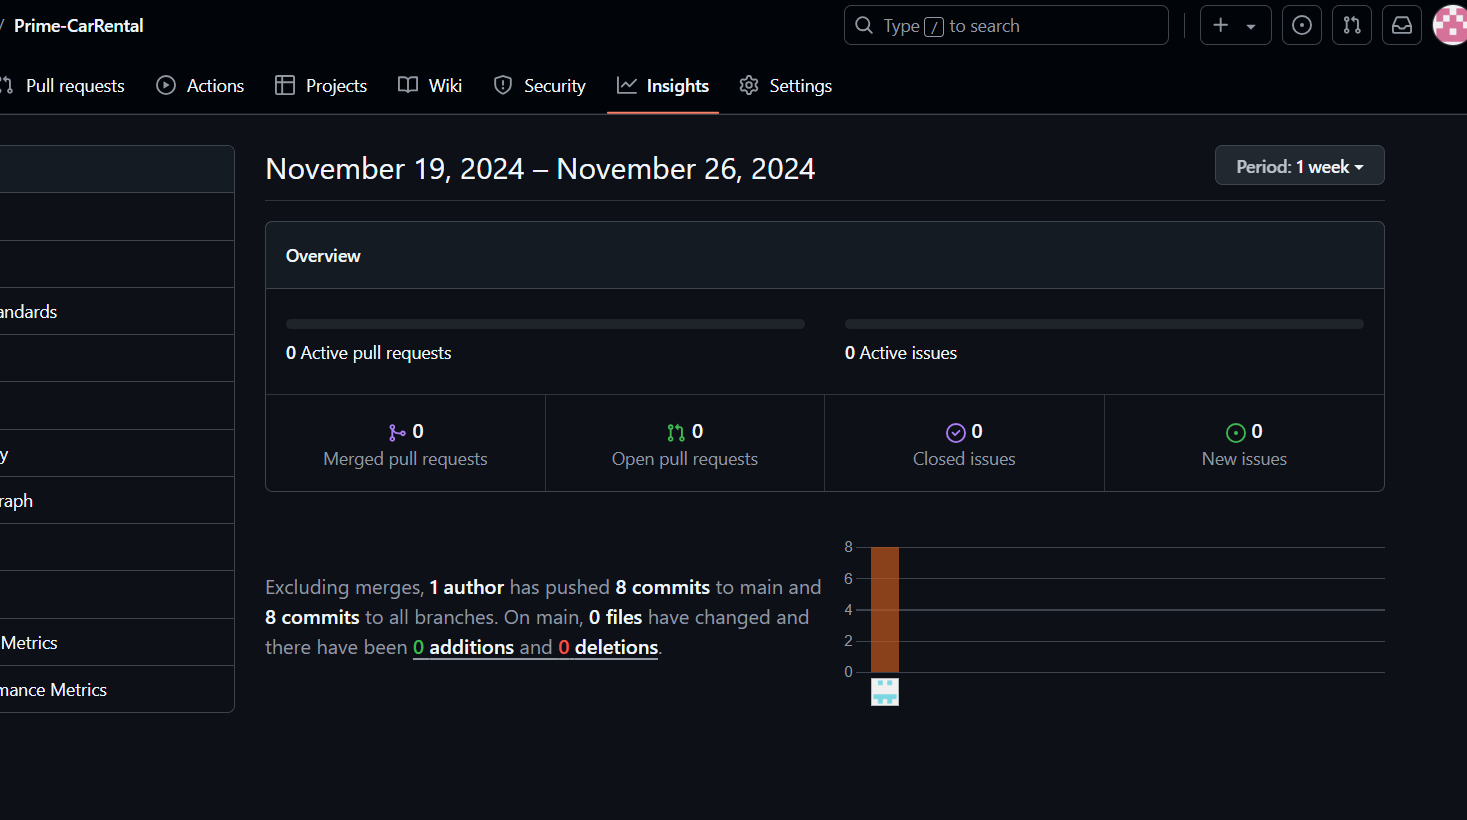 / Prime-CarRental
Type / to search
Pull requests
Actions
Projects
Wiki
Security
Insights
Settings
November 19, 2024 – November 26, 2024
Period: 1 week
andards
y
raph
Metrics
mance Metrics
Overview
0 Active pull requests
0 Active issues
0
Merged pull requests
0
Open pull requests
0
Closed issues
0
New issues
Excluding merges, 1 author has pushed 8 commits to main and
8 commits to all branches. On main, 0 files have changed and
there have been 0 additions and 0 deletions.
8
6
4
2
0